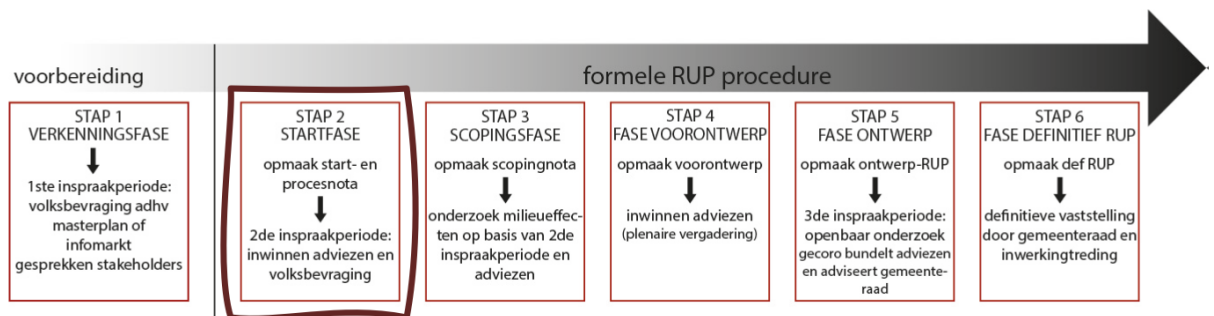 voorbereiding
formele RUP procedure
STAP 1
VERKENNINGSFASE
1ste inspraakperiode:
volksbevraging adhv
masterplan of
infomarkt
gesprekken stakeholders
STAP 2
STARTFASE
opmaak start- en
procesnota
2de inspraakperiode:
inwinnen adviezen en
volksbevraging
STAP 3
SCOPINGSFASE
opmaak scopingnota
onderzoek milieueffec-
ten op basis van 2de
inspraakperiode en
adviezen
STAP 4
FASE VOORONTWERP
opmaak voorontwerp
inwinnen adviezen
(plenaire vergadering)
STAP 5
FASE ONTWERP
opmaak ontwerp-RUP
3de inspraakperiode:
openbaar onderzoek
gecoro bundelt adviezen
en adviseert gemeente-
raad
STAP 6
FASE DEFINITIEF RUP
opmaak def RUP
definitieve vaststelling
door gemeenteraad en
inwerkingtreding